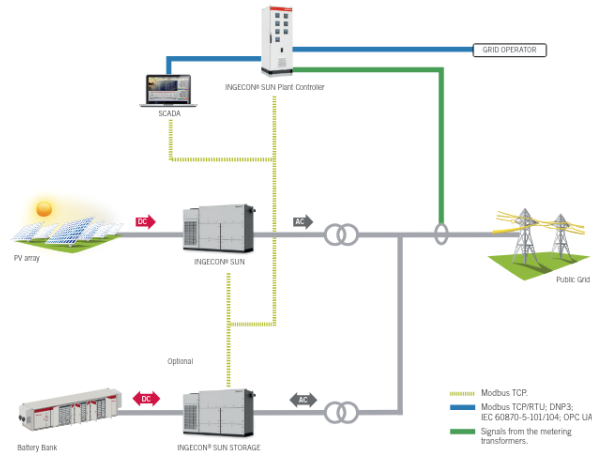 GRID OPERATOR
INGECON® SUN Plant Controller
SCADA
DC
AC
PV array
INGECON® SUN
Public Grid
Optional
DC
AC
Battery Bank
INGECON® SUN STORAGE
Modbus TCP.
Modbus TCP/RTU; DNP3;
IEC 60870-5-101/104; OPC UA
Signals from the metering
transformers.